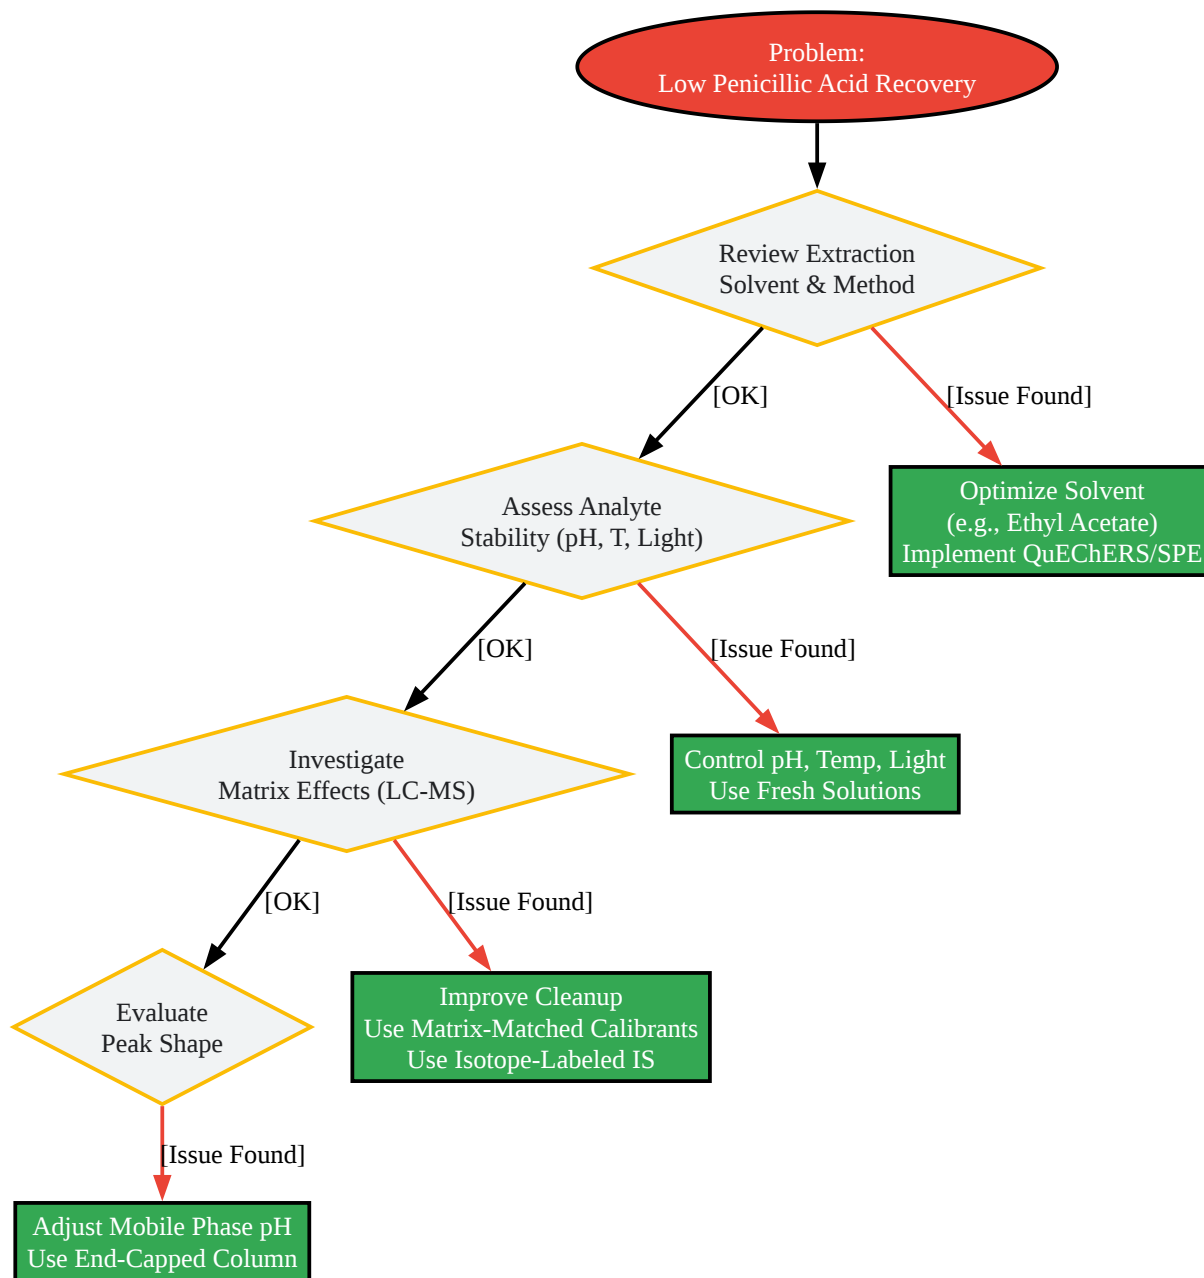 Problem:
Low Penicillic Acid Recovery
Review Extraction
Solvent & Method
[OK]
[Issue Found]
Optimize Solvent
(e.g., Ethyl Acetate)
Implement QuEChERS/SPE
Assess Analyte
Stability (pH, T, Light)
[OK]
[Issue Found]
Control pH, Temp, Light
Use Fresh Solutions
Investigate
Matrix Effects (LC-MS)
[OK]
[Issue Found]
Improve Cleanup
Use Matrix-Matched Calibrants
Use Isotope-Labeled IS
Evaluate
Peak Shape
[Issue Found]
Adjust Mobile Phase pH
Use End-Capped Column